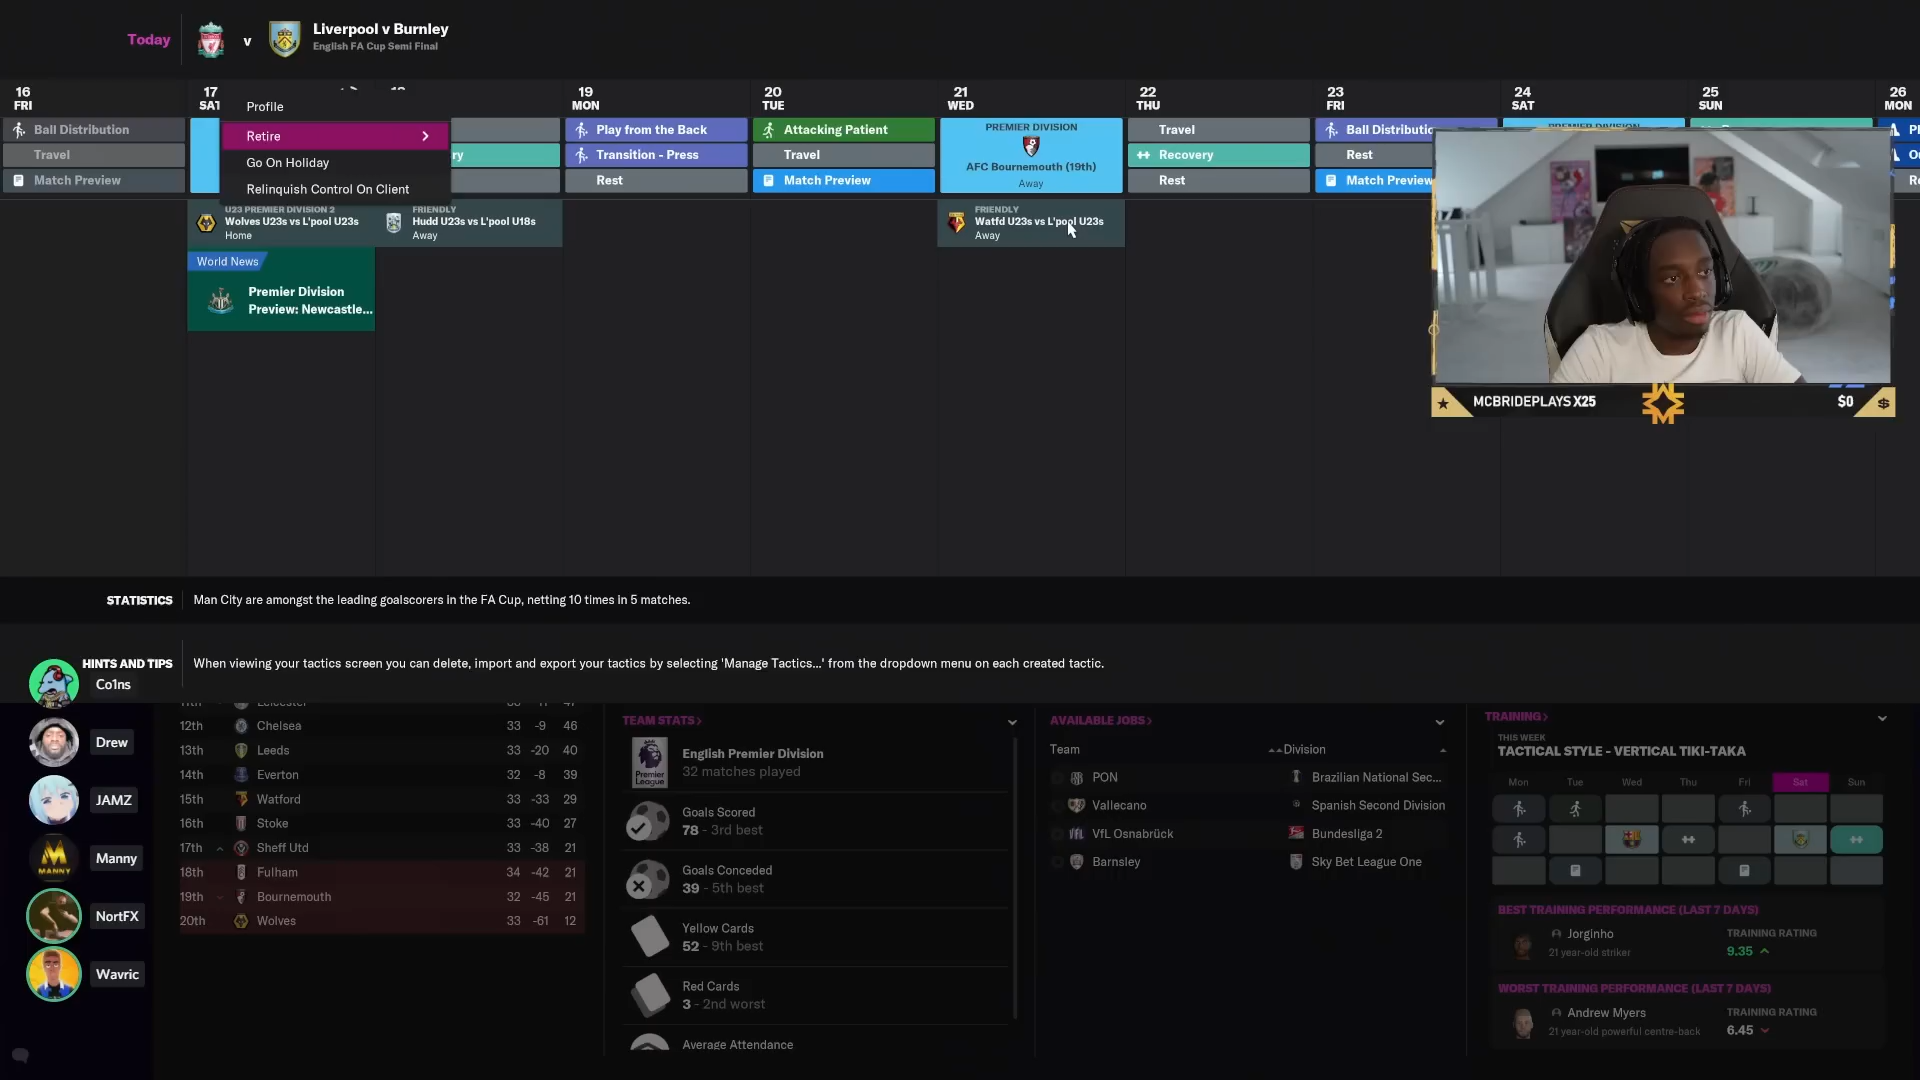 Today
v
Liverpool v Burnley
English FA Cup Semi Final
16
FRI
17
SAT
19
MON
20
TUE
21
WED
22
THU
23
FRI
24
SAT
25
SUN
26
MON
Profile
Retire
Go On Holiday
Relinquish Control On Client
Ball Distribution
Travel
Match Preview
Play from the Back
Transition - Press
Rest
Attacking Patient
Travel
Match Preview
PREMIER DIVISION
AFC Bournemouth (19th)
Away
Travel
Recovery
Rest
Rest
Match Preview
U23 PREMIER DIVISION 2
Wolves U23s vs L'pool U23s
Home
FRIENDLY
Hudd U23s vs L'pool U18s
Away
FRIENDLY
Watfd U23s vs L'pool U23s
Away
World News
Premier Division
Preview: Newcastle...
MCBRIDEPLAYS X25
$0
STATISTICS
Man City are amongst the leading goalscorers in the FA Cup, netting 10 times in 5 matches.
HINTS AND TIPS
When viewing your tactics screen you can delete, import and export your tactics by selecting 'Manage Tactics...' from the dropdown menu on each created tactic.
Co1ns
Drew
JAMZ
Manny
MANNY
NortFX
Wavric
12th Chelsea 33 -9 46
13th Leeds 33 -20 40
14th Everton 32 -8 39
15th Watford 33 -33 29
16th Stoke 33 -40 27
17th Sheff Utd 33 -38 21
18th Fulham 34 -42 21
19th Bournemouth 32 -45 21
20th Wolves 33 -61 12
TEAM STATS>
Premier
League
English Premier Division
32 matches played
Goals Scored
78 - 3rd best
Goals Conceded
39 - 5th best
Yellow Cards
52 - 9th best
Red Cards
3 - 2nd worst
Average Attendance
AVAILABLE JOBS>
Team Division
PON Brazilian National Sec...
Vallecano Spanish Second Division
VfL Osnabrück Bundesliga 2
Barnsley Sky Bet League One
TRAINING>
THIS WEEK
TACTICAL STYLE - VERTICAL TIKI-TAKA
Mon Tue Wed Thu Fri Sat Sun
BEST TRAINING PERFORMANCE (LAST 7 DAYS)
Jorginho
21 year-old striker
TRAINING RATING
9.35
WORST TRAINING PERFORMANCE (LAST 7 DAYS)
Andrew Myers
21 year-old powerful centre-back
TRAINING RATING
6.45